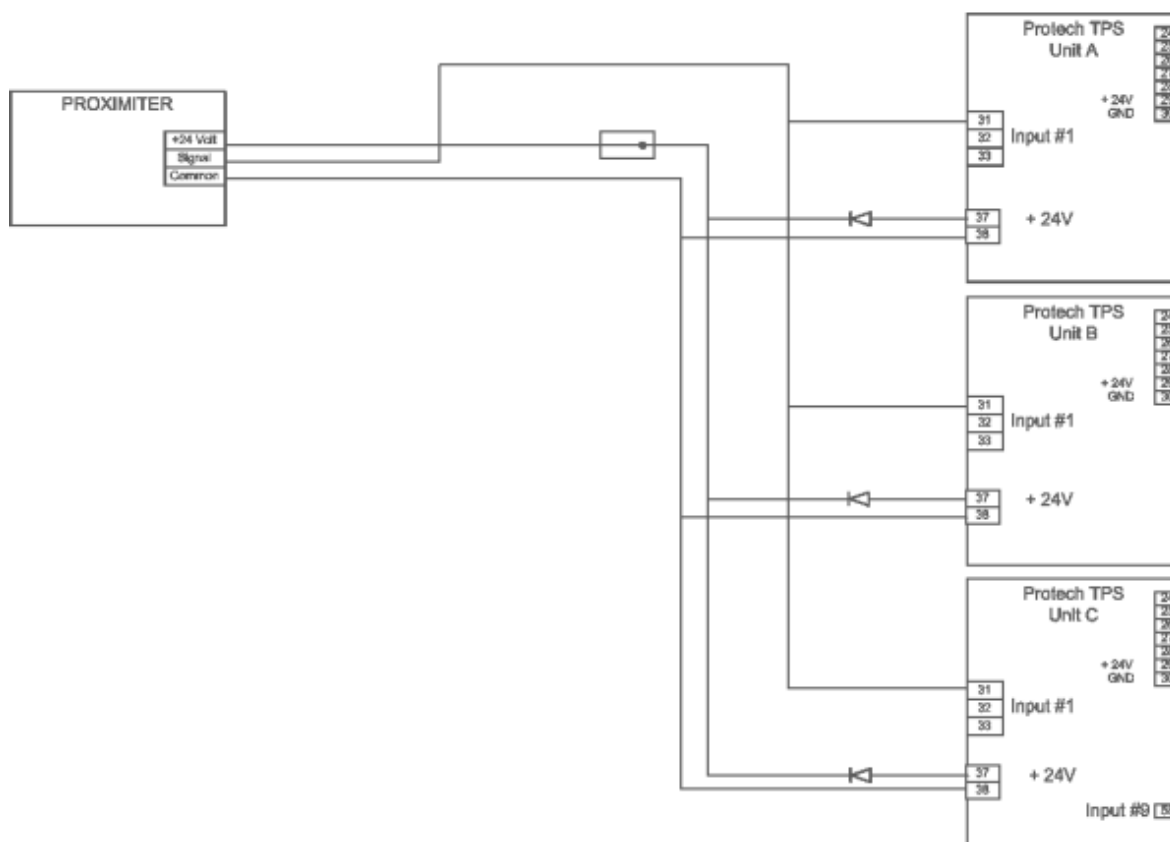 PROXIMITER
+24 Volt
Signal
Common
Protech TPS
Unit A
+ 24V
GND
31
32
33
Input #1
37
38
+ 24V
Protech TPS
Unit B
+ 24V
GND
31
32
33
Input #1
37
38
+ 24V
Protech TPS
Unit C
+ 24V
GND
31
32
33
Input #1
37
38
+ 24V
Input #9